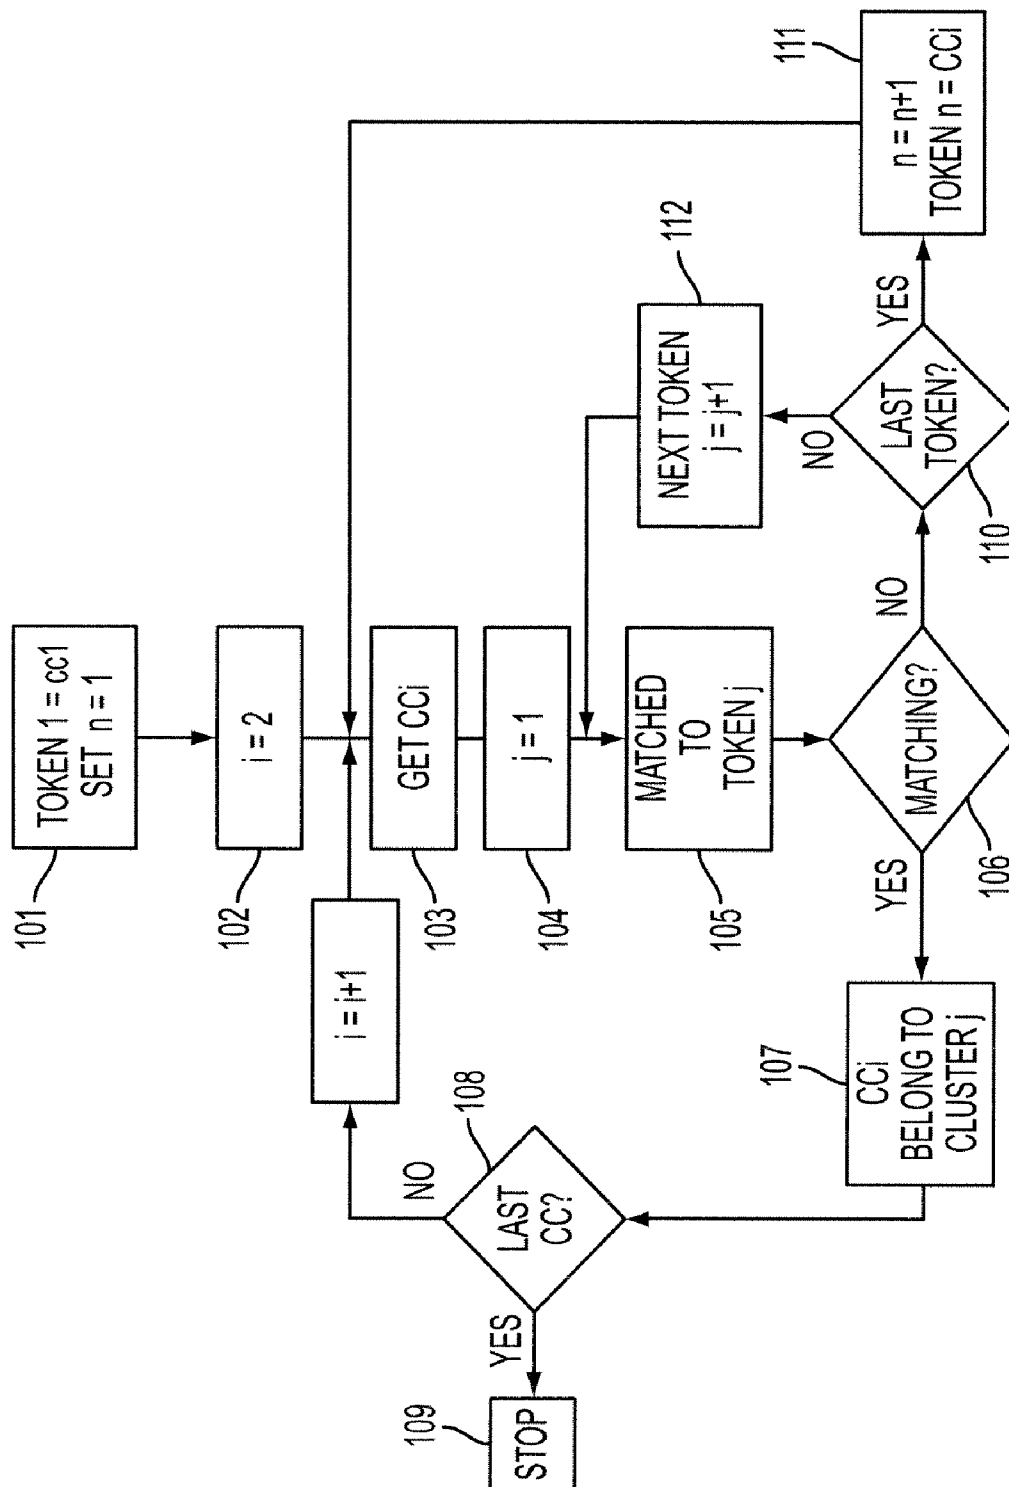 101
TOKEN 1 = cc1
SET n = 1
102
i = 2
i = i+1
103
GET CCi
104
j = 1
105
MATCHED
TO
TOKEN j
106
MATCHING?
YES
NO
107
CCi
BELONG TO
CLUSTER j
108
LAST
CC?
NO
YES
109
STOP
110
LAST
TOKEN?
NO
YES
111
n = n+1
TOKEN n = CCi
112
NEXT TOKEN
j = j+1